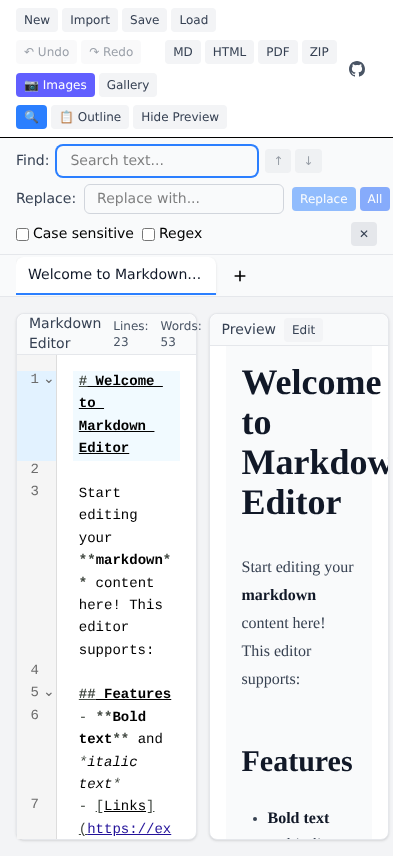 New Import Save Load
↶ Undo ↷ Redo MD HTML PDF ZIP
📷 Images Gallery
🔍 📋 Outline Hide Preview
Find: Search text... ↑ ↓
Replace: Replace with... Replace All
Case sensitive Regex ✕
Welcome to Markdown... +
Markdown Editor Lines: 23 Words: 53
1 # Welcome
to
Markdown
Editor
2
3 Start
editing
your
**markdown*
* content
here! This
editor
supports:
4
5 ## Features
6 - **Bold
text** and
*italic
text*
7 - [Links]
(https://ex
Preview Edit
Welcome
to
Markdow
Editor
Start editing your
markdown
content here!
This editor
supports:
Features
• Bold text